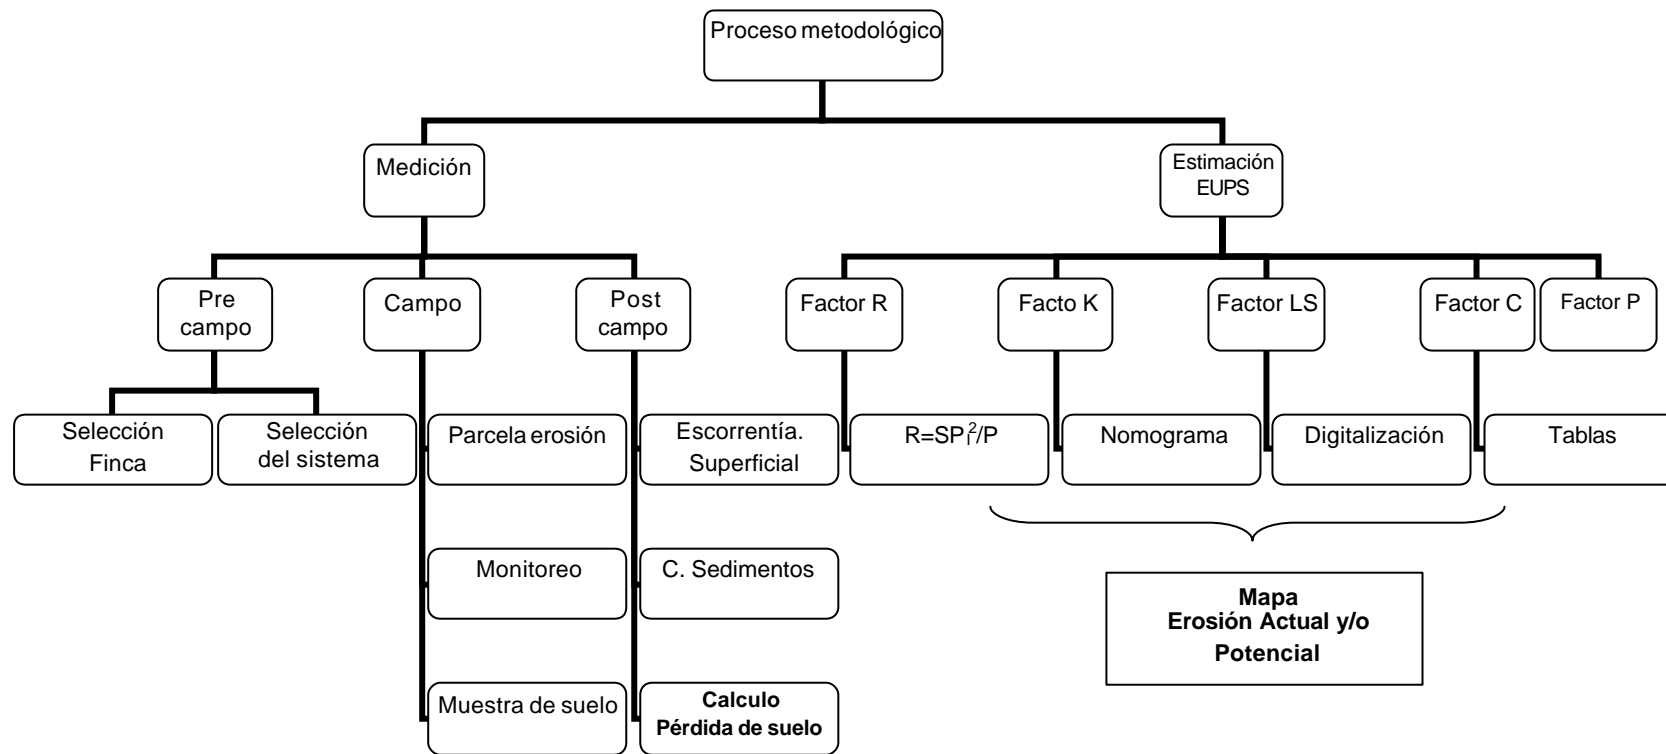 Proceso metodológico
Medición
Estimación
EUPS
Pre
campo
Campo
Post
campo
Factor R
Facto K
Factor LS
Factor C
Factor P
Selección
Finca
Selección
del sistema
Parcela erosión
Escorrentía.
Superficial
R=SPI²/P
Nomograma
Digitalización
Tablas
Monitoreo
C. Sedimentos
Mapa
Erosión Actual y/o
Potencial
Muestra de suelo
Calculo
Pérdida de suelo